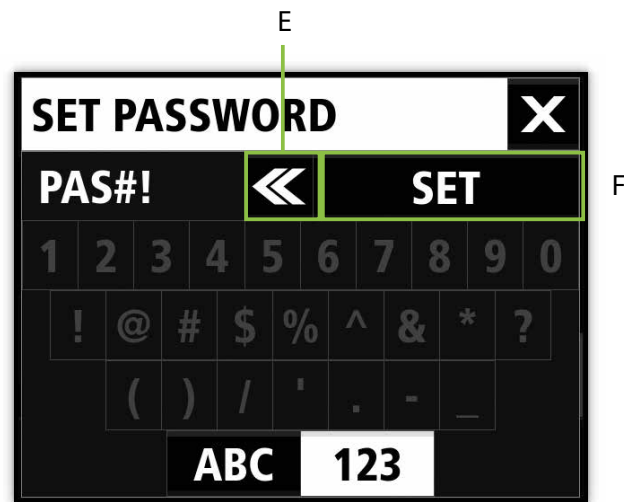 E
SET PASSWORD X
PAS#! SET F
1 2 3 4 5 6 7 8 9 0
! @ # $ % ^ & * ?
( ) / ' . - _
ABC 123